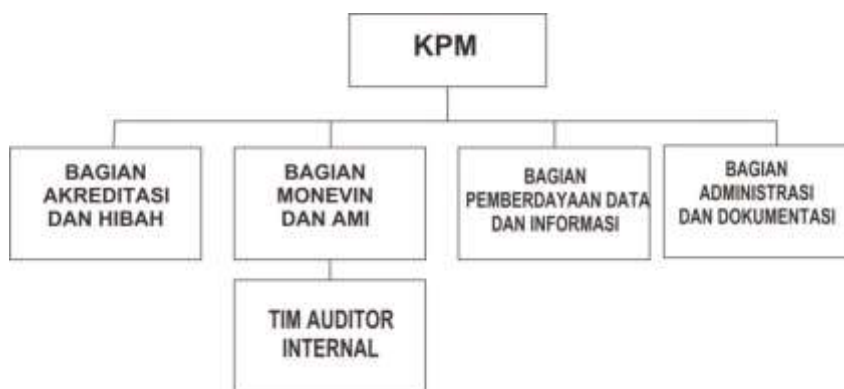 KPM
BAGIAN
AKREDITASI
DAN HIBAH
BAGIAN
MONEVIN
DAN AMI
BAGIAN
PEMBERDAYAAN DATA
DAN INFORMASI
BAGIAN
ADMINISTRASI
DAN DOKUMENTASI
TIM AUDITOR
INTERNAL